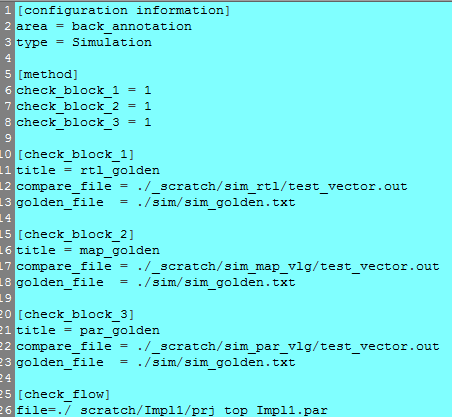 1 [configuration information]
2 area = back_annotation
3 type = Simulation
4
5 [method]
6 check_block_1 = 1
7 check_block_2 = 1
8 check_block_3 = 1
9
10 [check_block_1]
11 title = rtl_golden
12 compare_file = ./_scratch/sim_rtl/test_vector.out
13 golden_file  = ./sim/sim_golden.txt
14
15 [check_block_2]
16 title = map_golden
17 compare_file = ./_scratch/sim_map_vlg/test_vector.out
18 golden_file  = ./sim/sim_golden.txt
19
20 [check_block_3]
21 title = par_golden
22 compare_file = ./_scratch/sim_par_vlg/test_vector.out
23 golden_file  = ./sim/sim_golden.txt
24
25 [check_flow]
26 file=./_scratch/Impl1/prj_top_Impl1.par